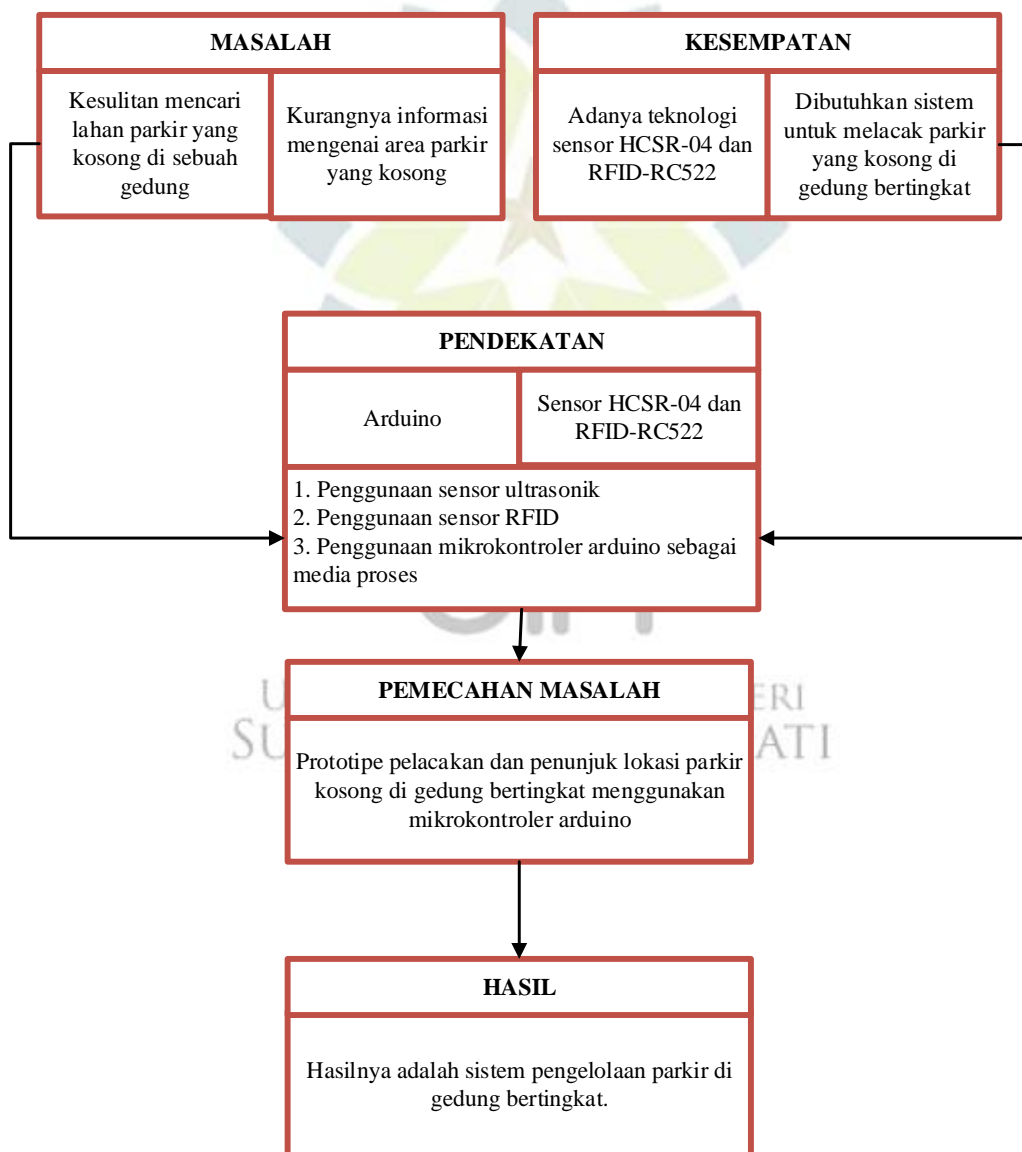 MASALAH
Kesulitan mencari
lahan parkir yang
kosong di sebuah
gedung
Kurangnya informasi
mengenai area parkir
yang kosong
KESEMPATAN
Adanya teknologi
sensor HCSR-04 dan
RFID-RC522
Dibutuhkan sistem
untuk melacak parkir
yang kosong di
gedung bertingkat
PENDEKATAN
Arduino
Sensor HCSR-04 dan
RFID-RC522
1. Penggunaan sensor ultrasonik
2. Penggunaan sensor RFID
3. Penggunaan mikrokontroler arduino sebagai
media proses
PEMECAHAN MASALAH
Prototipe pelacakan dan penunjuk lokasi parkir
kosong di gedung bertingkat menggunakan
mikrokontroler arduino
HASIL
Hasilnya adalah sistem pengelolaan parkir di
gedung bertingkat.